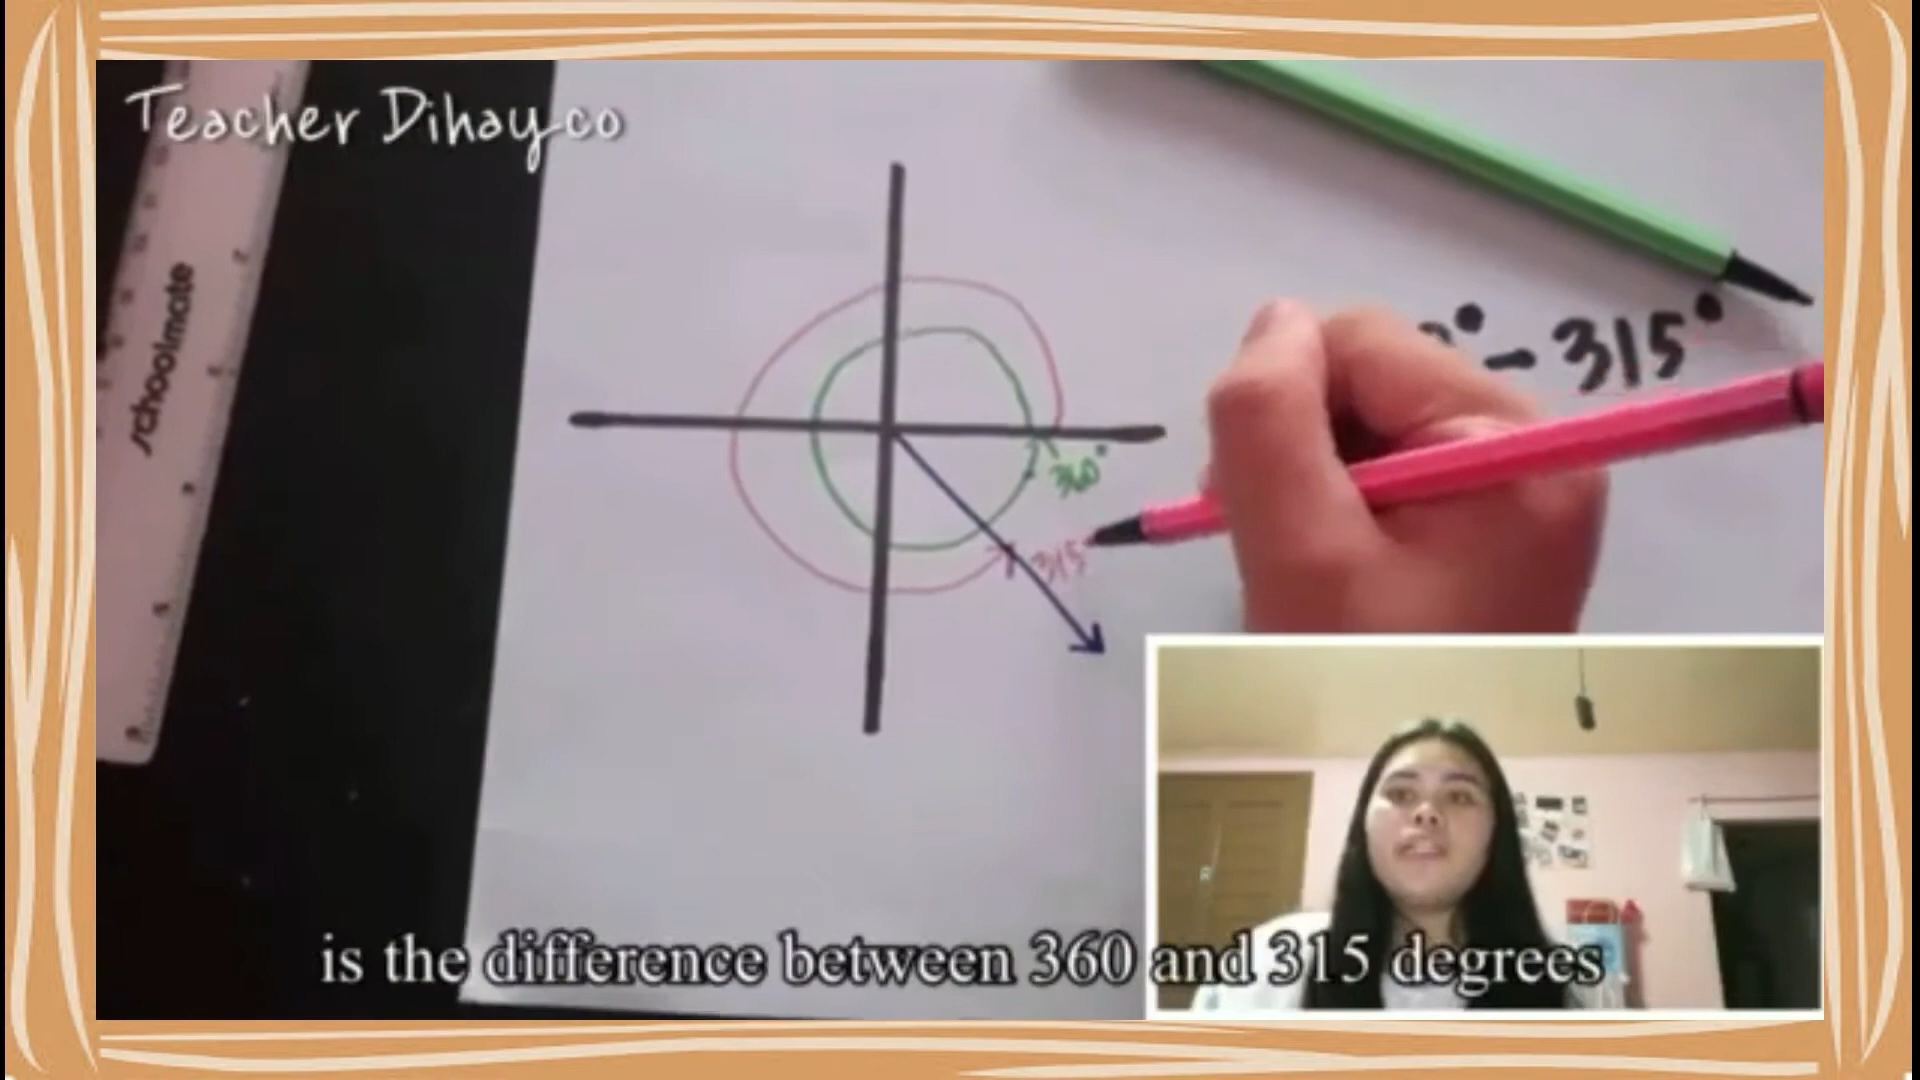 Teacher Dihayco
schoolmate
° - 315°
360°
315°
is the difference between 360 and 315 degrees